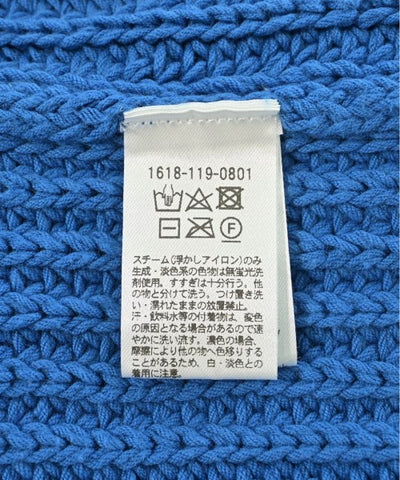 1618-119-0801
F
スチーム(浮かしアイロン)のみ
生成・淡色系の色物は無蛍光洗
剤使用。すすぎは十分行う。他
の物と分けて洗う。つけ置き洗
い・濡れたままの放置禁止。
汗・飲料水等の付着物は、変色
の原因となる場合があるので速
やかに洗い流す。濃色の場合、
摩擦により他の物へ色移りする
ことがあるため、白・淡色との
着用に注意。